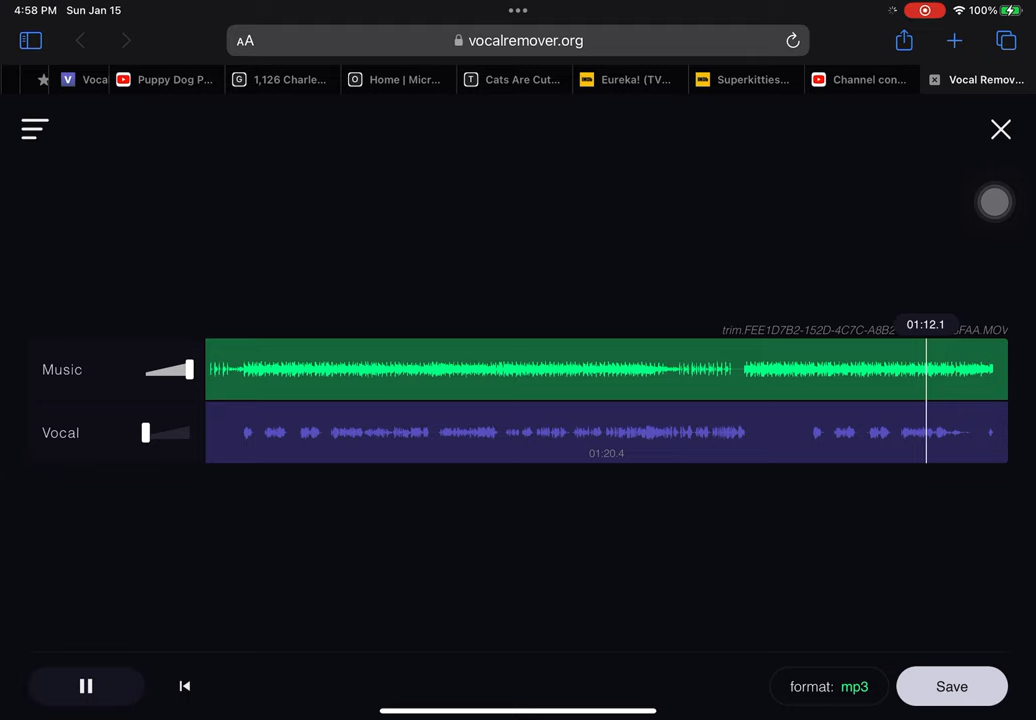 4:58 PM Sun Jan 15
100%
AA vocalremover.org
Voca
Puppy Dog P...
1,126 Charle...
Home | Micr...
Cats Are Cut...
Eureka! (TV...
Superkitties...
Channel con...
Vocal Remov...
trim.FEE1D7B2-152D-4C7C-A8B2
FAA.MOV
01:12.1
Music
Vocal
01:20.4
format: mp3
Save